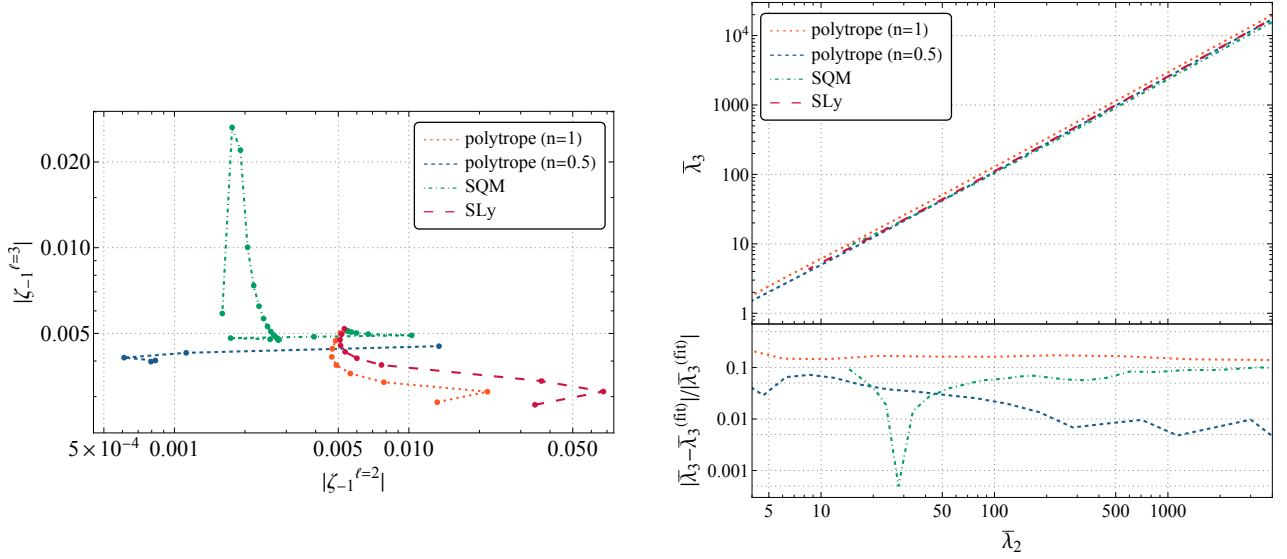 polytrope (n=1)
polytrope (n=0.5)
SQM
SLy
0.020
0.010
0.005
|ζ₋₁^{ℓ=3}|
5 × 10⁻⁴
0.001
0.005
0.010
0.050
|ζ₋₁^{ℓ=2}|
polytrope (n=1)
polytrope (n=0.5)
SQM
SLy
10⁴
1000
100
10
1
λ̄₃
0.1
0.01
0.001
|λ̄₃−λ̄₃^{(fit)}|/|λ̄₃^{(fit)}|
5
10
50
100
500
1000
λ̄₂